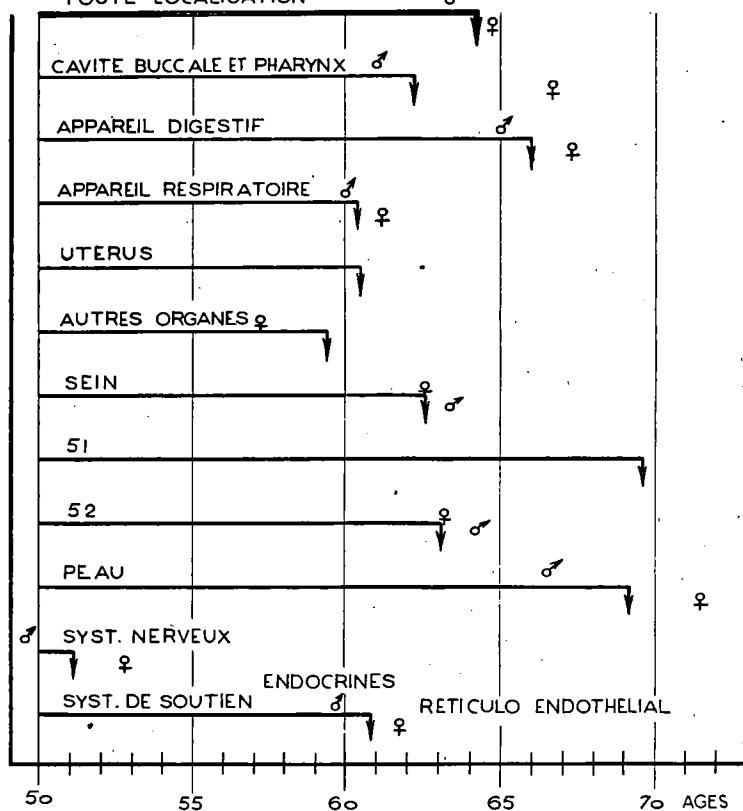 TOUTE LOCALISATION ♂
♀
CAVITE BUCCALE ET PHARYNX ♂
♀
APPAREIL DIGESTIF ♂
♀
APPAREIL RESPIRATOIRE ♂
♀
UTERUS
AUTRES ORGANES ♀
SEIN ♀
♂
51
52 ♀
♂
PEAU ♂
♀
♂ SYST. NERVEUX
♀
ENDOCRINES
SYST. DE SOUTIEN ♂ RETICULO ENDOTHELIAL
♀
50 55 60 65 70 AGES